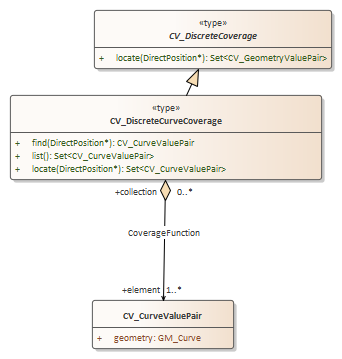 «type»
CV_DiscreteCoverage
+ locate(DirectPosition*): Set<CV_GeometryValuePair>
«type»
CV_DiscreteCurveCoverage
+ find(DirectPosition*): CV_CurveValuePair
+ list(): Set<CV_CurveValuePair>
+ locate(DirectPosition*): Set<CV_CurveValuePair>
+collection 0..*
CoverageFunction
+element 1..*
CV_CurveValuePair
+ geometry: GM_Curve